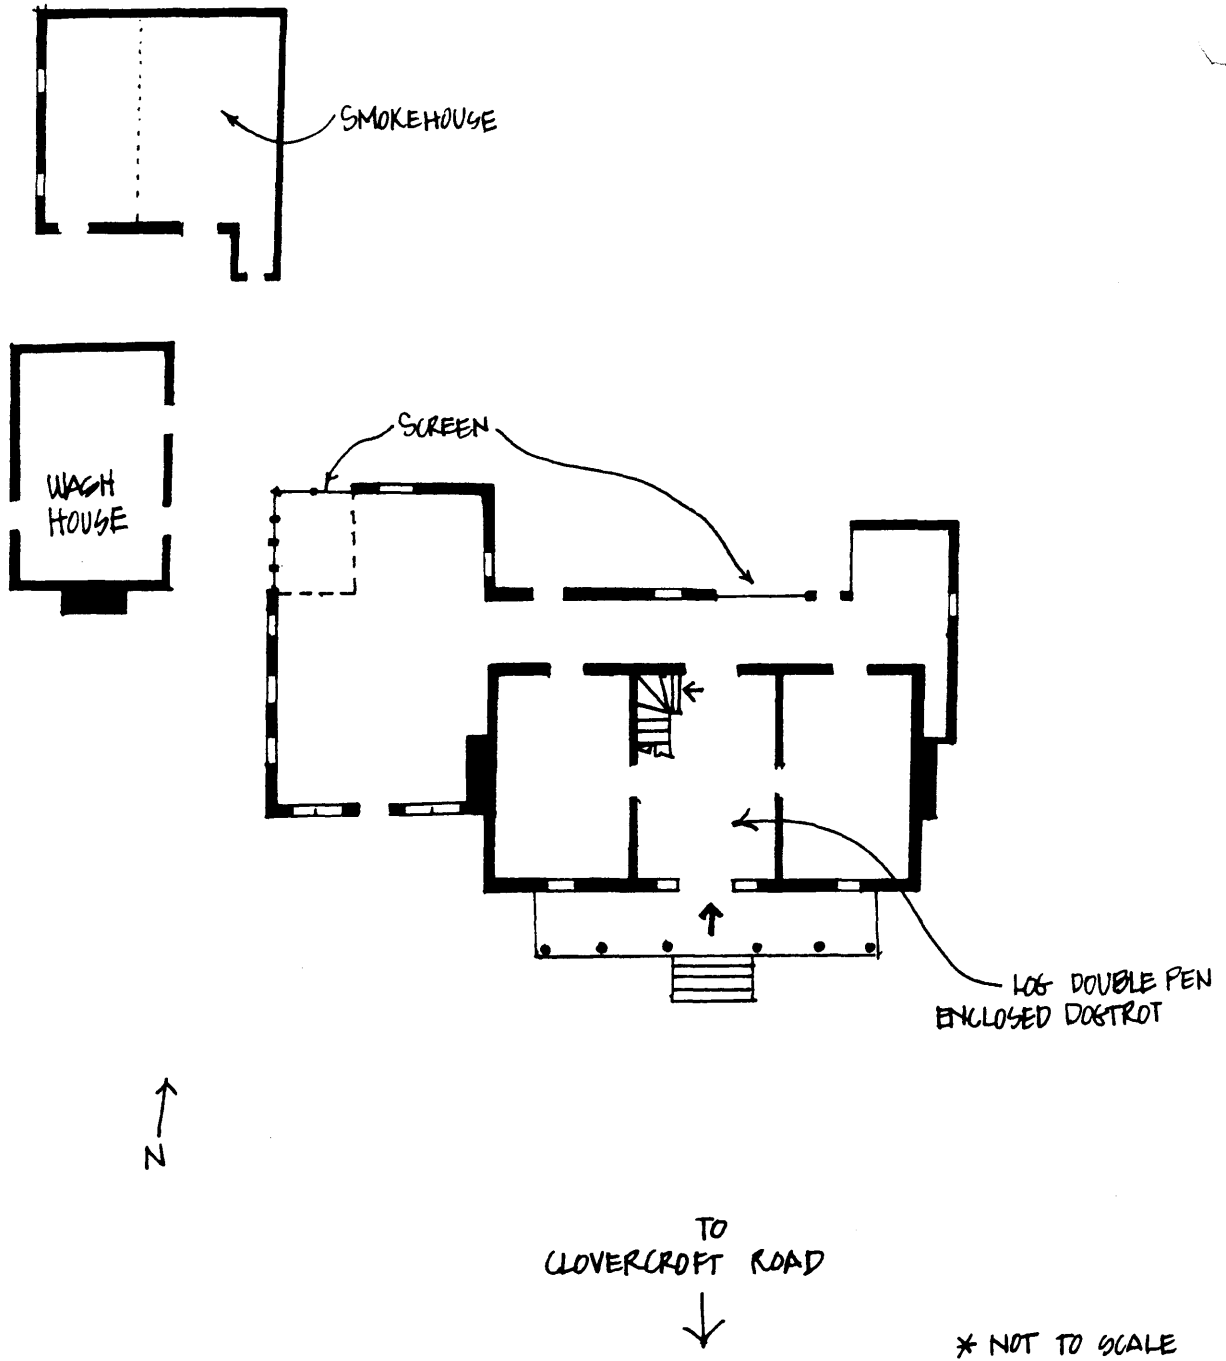 SMOKEHOUSE
SCREEN
WASH
HOUSE
LOG DOUBLE PEN
ENCLOSED DOGTROT
N
TO
CLOVERCROFT ROAD
* NOT TO SCALE